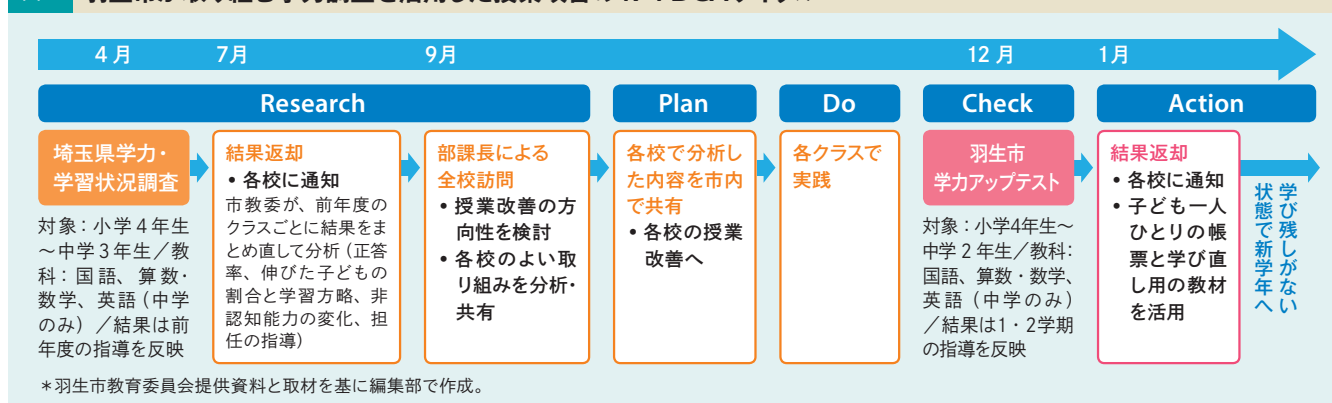 4月
7月
9月
12月
1月
Research
Plan
Do
Check
Action
埼玉県学力・
学習状況調査
対象:小学4年生
〜中学3年生/教
科:国語、算数・
数学、英語(中学
のみ)/結果は前
年度の指導を反映
結果返却
• 各校に通知
市教委が、前年度の
クラスごとに結果をま
とめ直して分析(正答
率、伸びた子どもの
割合と学習方略、非
認知能力の変化、担
任の指導)
部課長による
全校訪問
• 授業改善の方
向性を検討
• 各校のよい取
り組みを分析・
共有
各校で分析し
た内容を市内
で共有
• 各校の授業
改善へ
各クラスで
実践
羽生市
学力アップテスト
対象:小学4年生〜
中学2年生/教科:
国語、算数・数学、
英語(中学のみ)
/結果は1・2学期
の指導を反映
結果返却
• 各校に通知
• 子ども一人
ひとりの帳
票と学び直
し用の教材
を活用
学び残しがない
状態で新学年へ
*羽生市教育委員会提供資料と取材を基に編集部で作成。